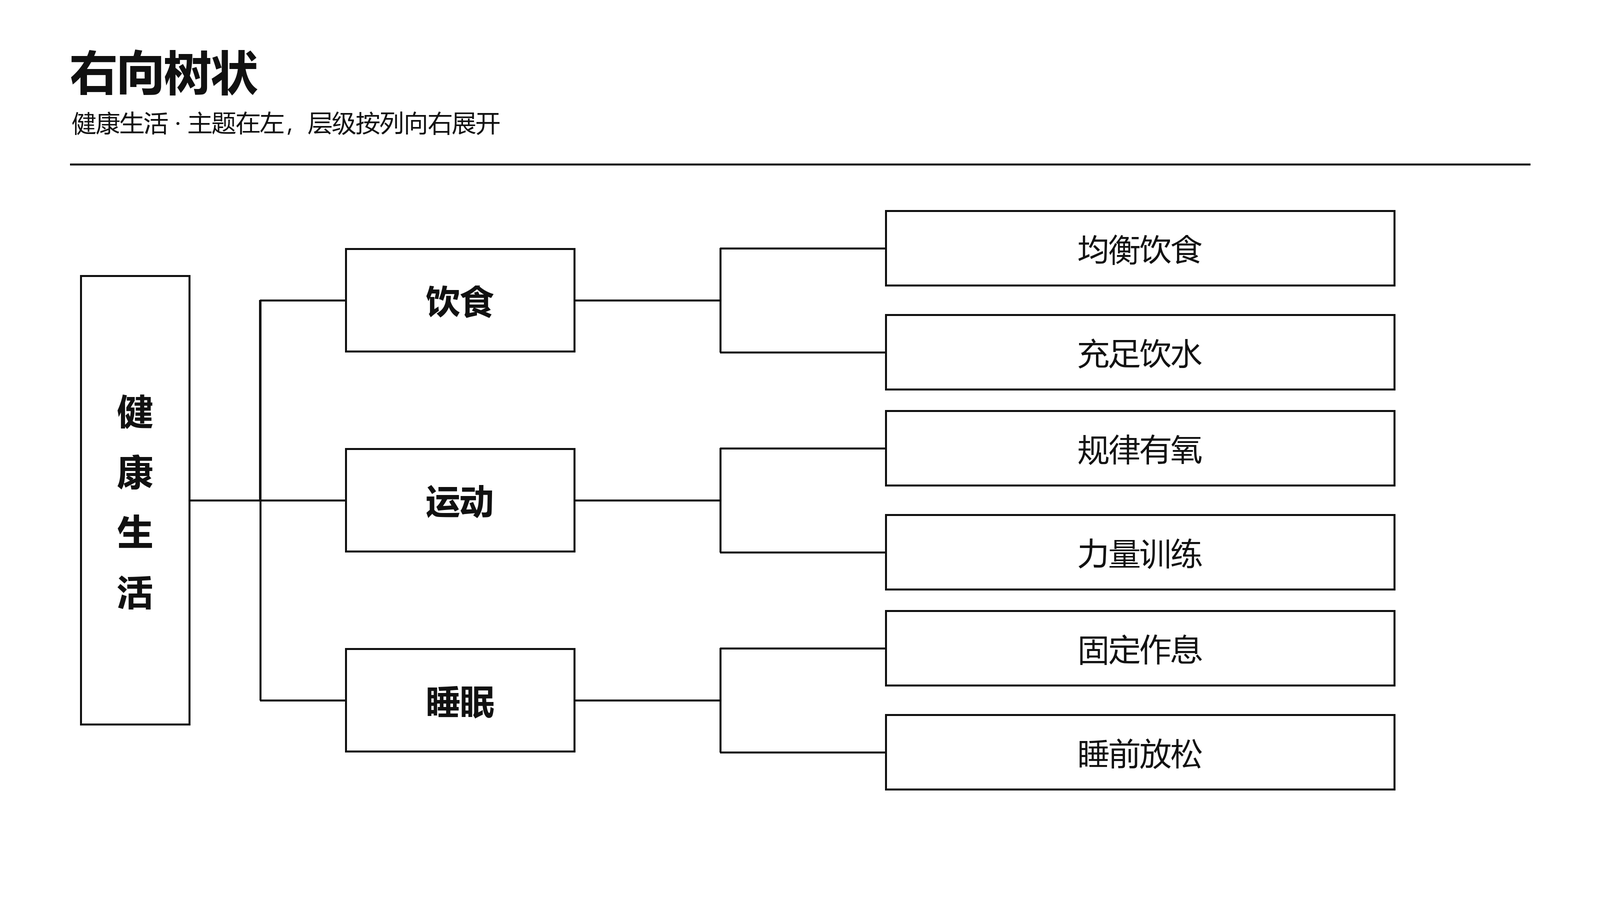 右向树状
健康生活 · 主题在左，层级按列向右展开
健康生活
饮食
均衡饮食
充足饮水
运动
规律有氧
力量训练
睡眠
固定作息
睡前放松